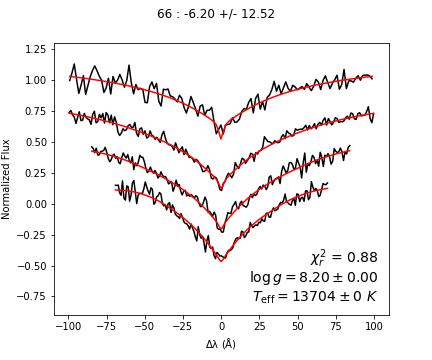 66 : -6.20 +/- 12.52
1.25
1.00
0.75
0.50
0.25
0.00
−0.25
−0.50
−0.75
Normalized Flux
χ²ᵣ = 0.88
log g = 8.20 ± 0.00
T_eff = 13704 ± 0 K
−100 −75 −50 −25 0 25 50 75 100
Δλ (Å)